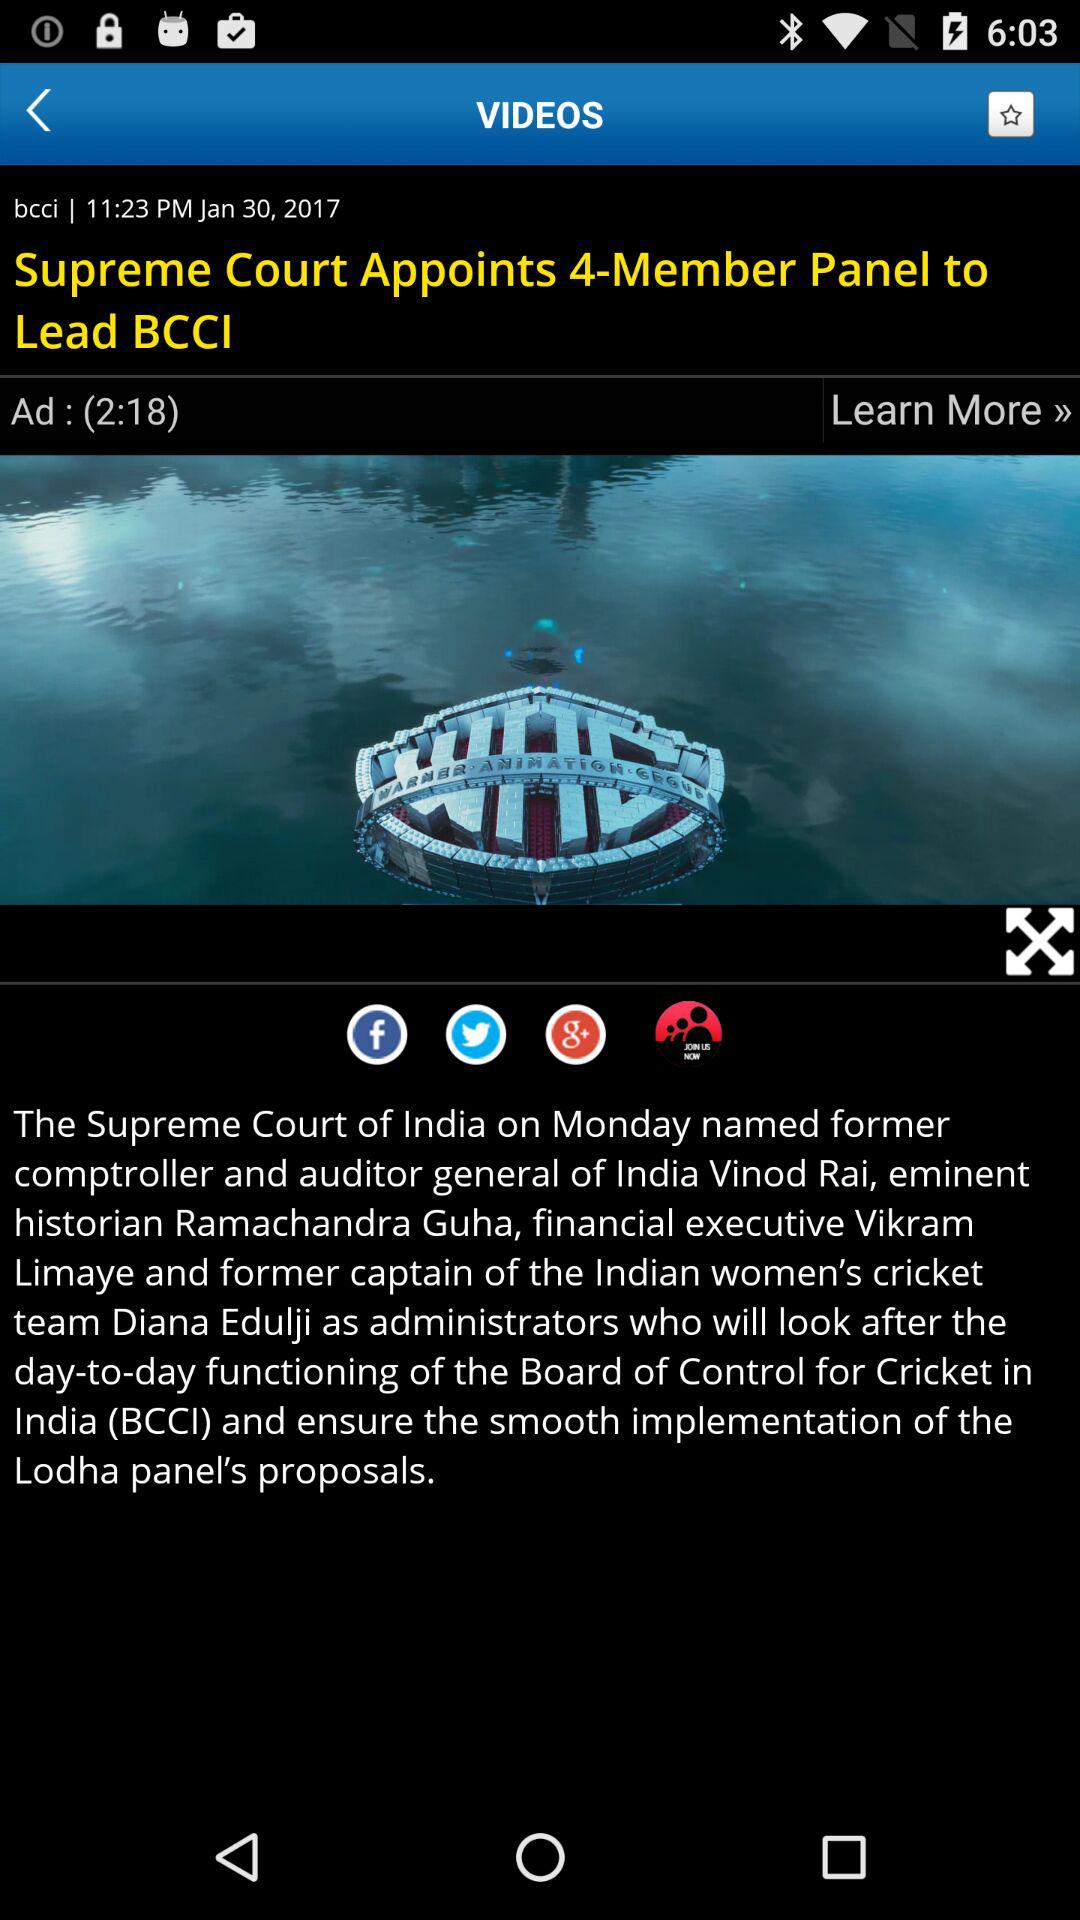 6:03
VIDEOS
bcci | 11:23 PM Jan 30, 2017
Supreme Court Appoints 4-Member Panel to
Lead BCCI
Ad : (2:18)
Learn More »
WAG
WARNER·ANIMATION·GROUP
f
g+
JOIN US
NOW
The Supreme Court of India on Monday named former
comptroller and auditor general of India Vinod Rai, eminent
historian Ramachandra Guha, financial executive Vikram
Limaye and former captain of the Indian women’s cricket
team Diana Edulji as administrators who will look after the
day-to-day functioning of the Board of Control for Cricket in
India (BCCI) and ensure the smooth implementation of the
Lodha panel’s proposals.